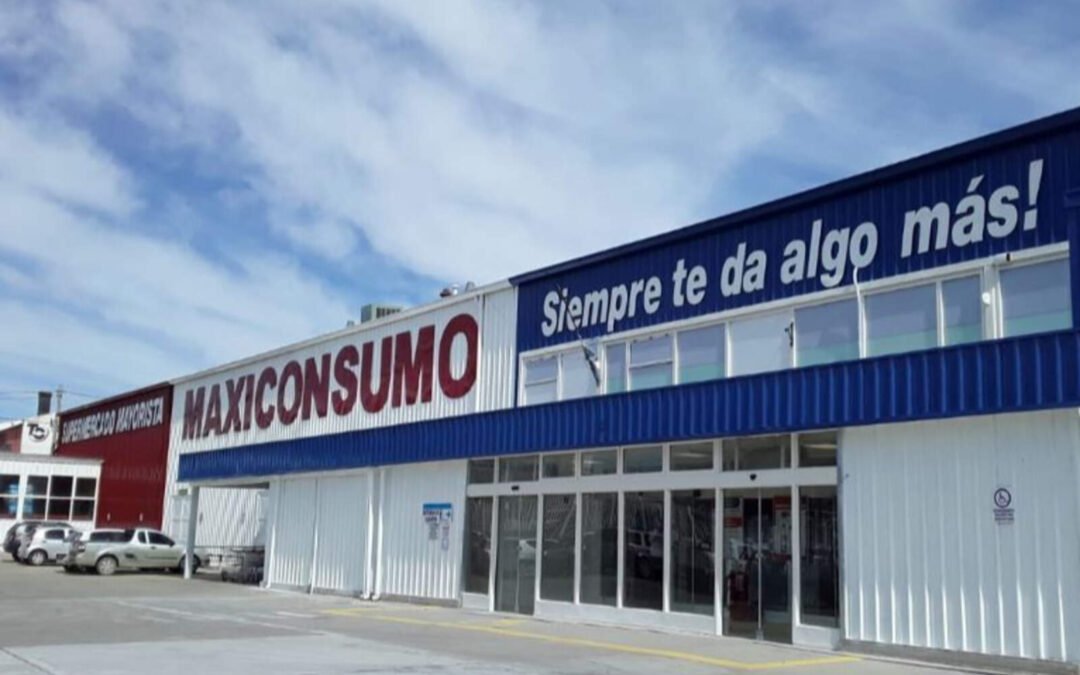 SUPERMERCADO MAYORISTA
MAXICONSUMO
Siempre te da algo más!